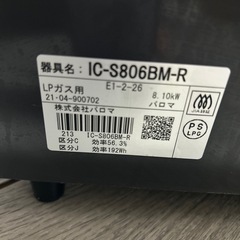 器具名： IC-S806BM-R
LPガス用 E1-2-26 8.10kW
21-04-900702 パロマ
株式会社パロマ
213 IC-S806BM-R
区分C 効率56.3%
区分J 効率192Wh
PS
LPG